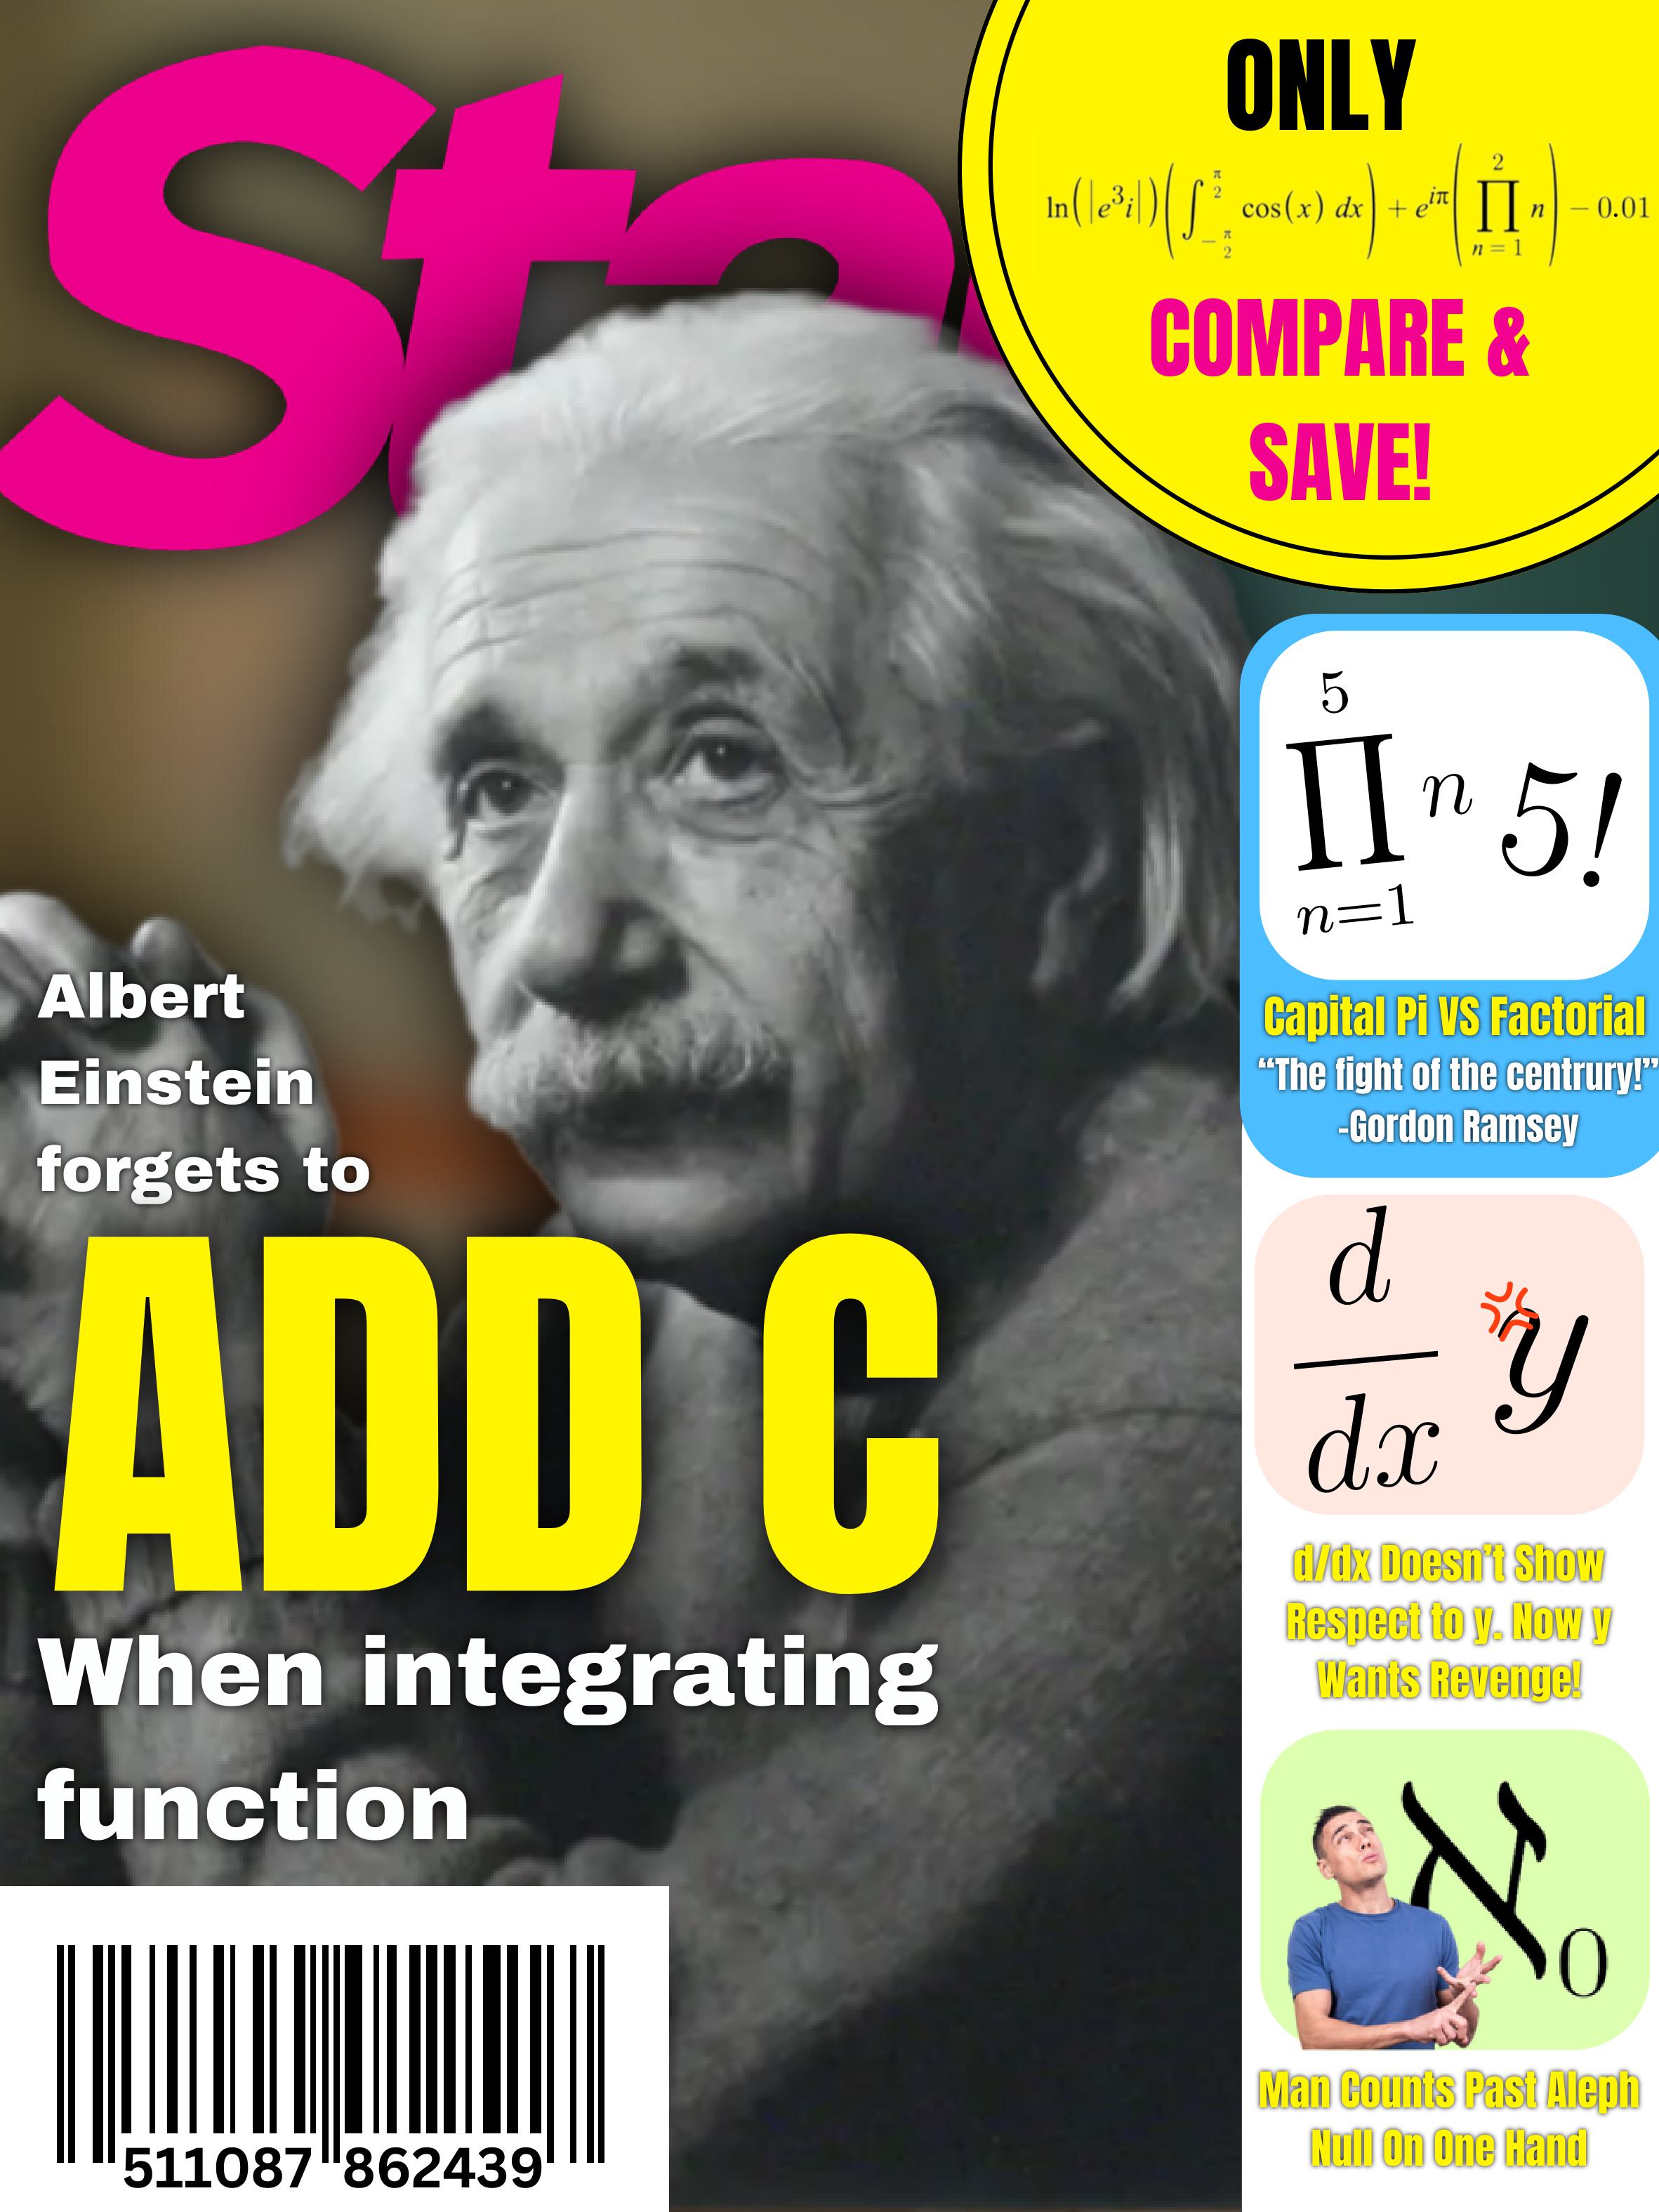 Sta
ONLY
ln(|e³i|)(∫_{-π/2}^{π/2} cos(x) dx) + e^{iπ}(∏_{n=1}^{2} n) − 0.01
COMPARE &
SAVE!
∏_{n=1}^{5} n 5!
Capital Pi VS Factorial
“The fight of the centrury!”
-Gordon Ramsey
Albert
Einstein
forgets to
ADD C
When integrating
function
d/dx y
d/dx Doesn’t Show
Respect to y. Now y
Wants Revenge!
ℵ₀
Man Counts Past Aleph
Null On One Hand
511087 862439